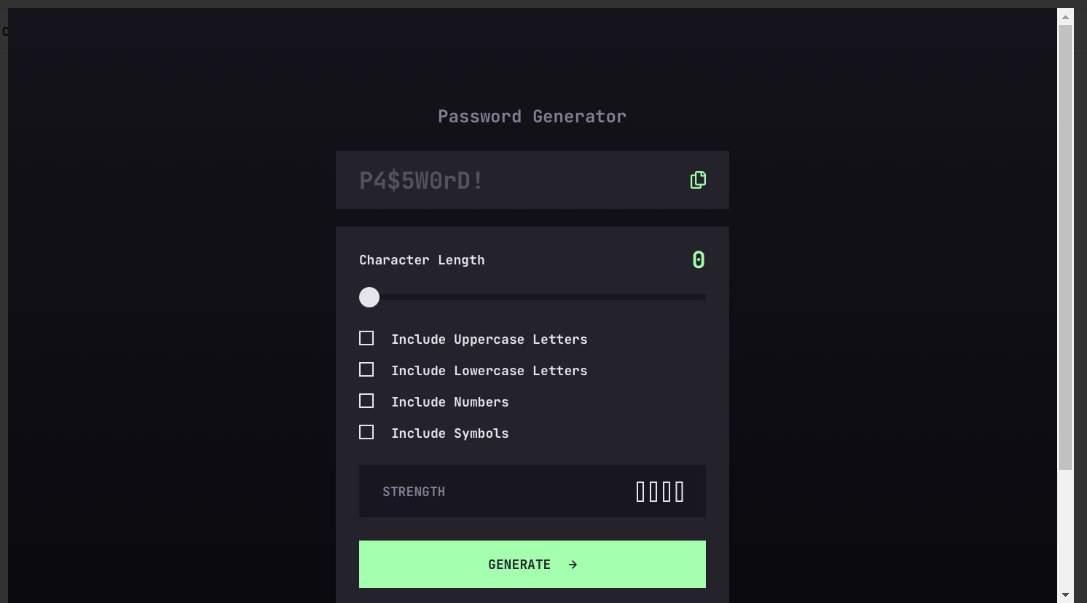 Password Generator
P4$5W0rD!
Character Length
0
Include Uppercase Letters
Include Lowercase Letters
Include Numbers
Include Symbols
STRENGTH
GENERATE →